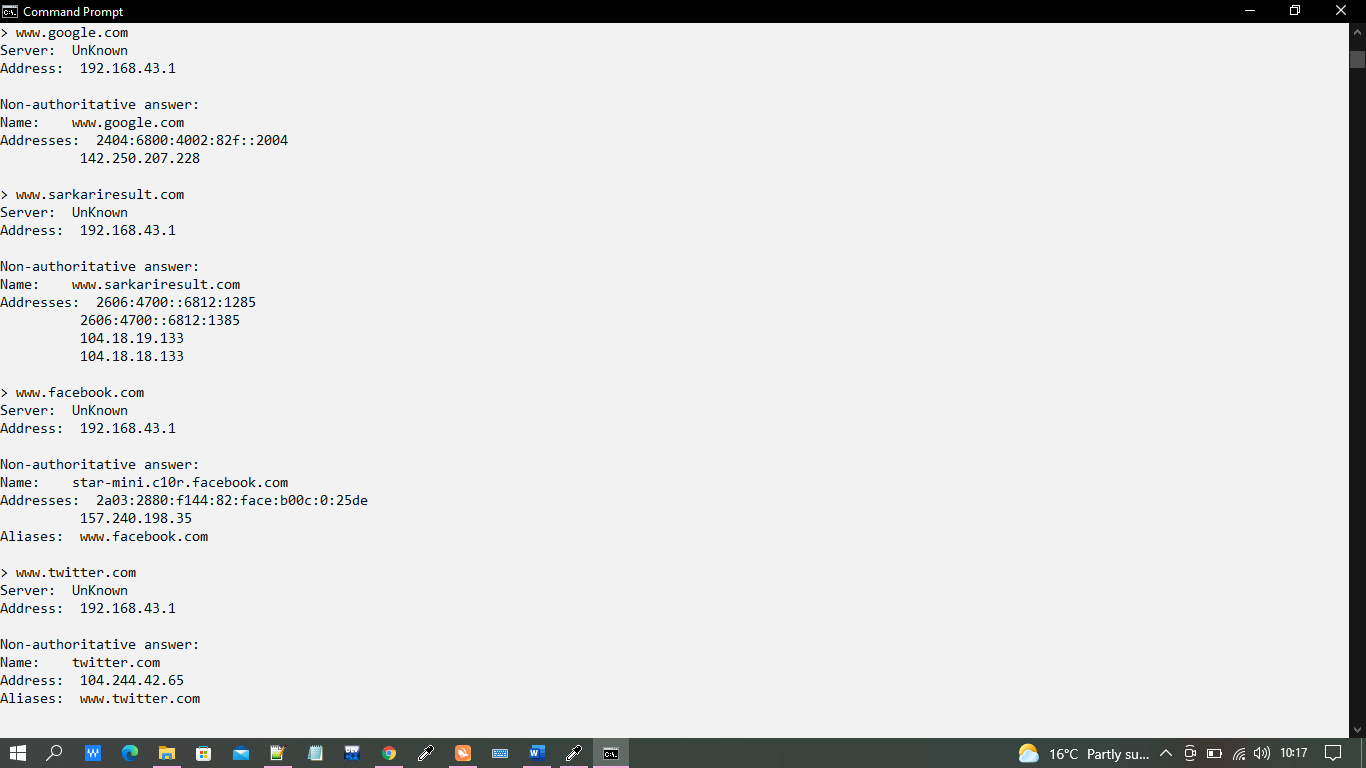 Command Prompt
> www.google.com
Server:  UnKnown
Address:  192.168.43.1
Non-authoritative answer:
Name:    www.google.com
Addresses:  2404:6800:4002:82f::2004
142.250.207.228
> www.sarkariresult.com
Server:  UnKnown
Address:  192.168.43.1
Non-authoritative answer:
Name:    www.sarkariresult.com
Addresses:  2606:4700::6812:1285
2606:4700::6812:1385
104.18.19.133
104.18.18.133
> www.facebook.com
Server:  UnKnown
Address:  192.168.43.1
Non-authoritative answer:
Name:    star-mini.c10r.facebook.com
Addresses:  2a03:2880:f144:82:face:b00c:0:25de
157.240.198.35
Aliases:  www.facebook.com
> www.twitter.com
Server:  UnKnown
Address:  192.168.43.1
Non-authoritative answer:
Name:    twitter.com
Address:  104.244.42.65
Aliases:  www.twitter.com
16°C  Partly su... 10:17